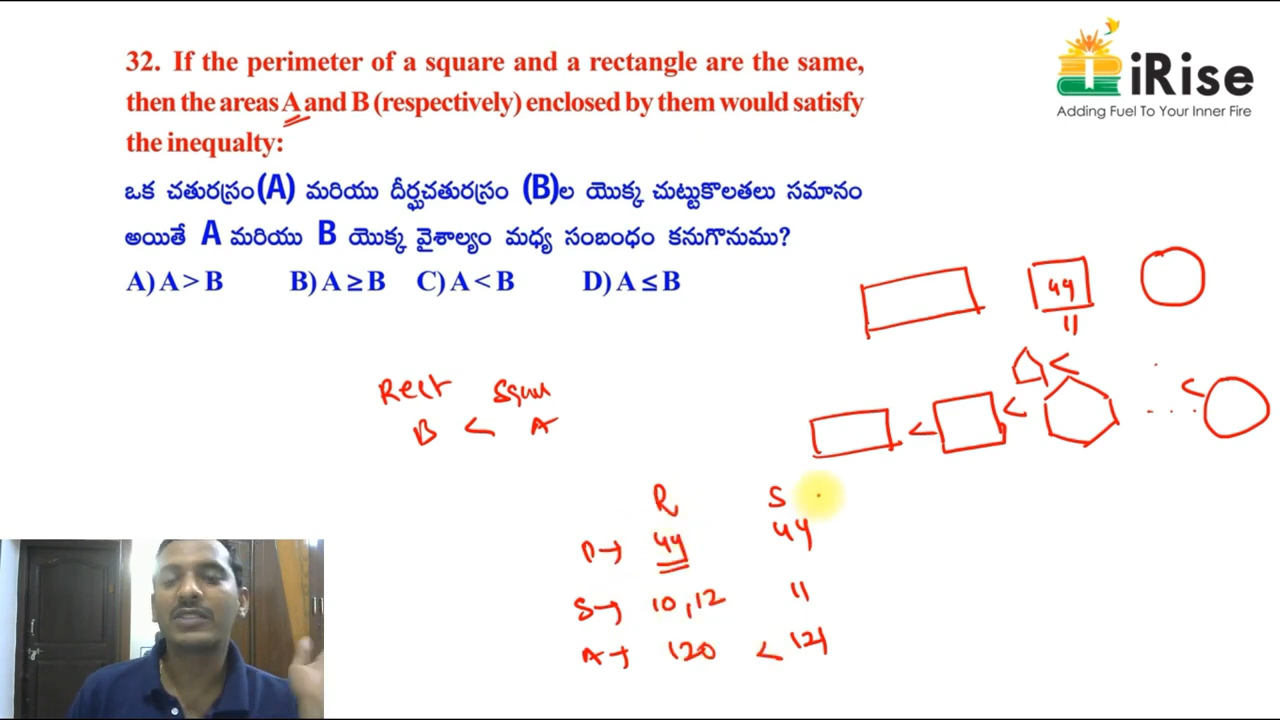 32. If the perimeter of a square and a rectangle are the same,
then the areas A and B (respectively) enclosed by them would satisfy
the inequalty:
ఒక చతురస్రం(A) మరియు దీర్ఘచతురస్రం (B)ల యొక్క చుట్టుకొలతలు సమానం
అయితే A మరియు B యొక్క వైశాల్యం మధ్య సంబంధం కనుగొనుము?
A) A > B B) A ≥ B C) A < B D) A ≤ B
iRise
Adding Fuel To Your Inner Fire
44
11
<
< < ... <
Rect Squa
B < A
R S
P→ 44 44
S→ 10, 12 11
A→ 120 < 121